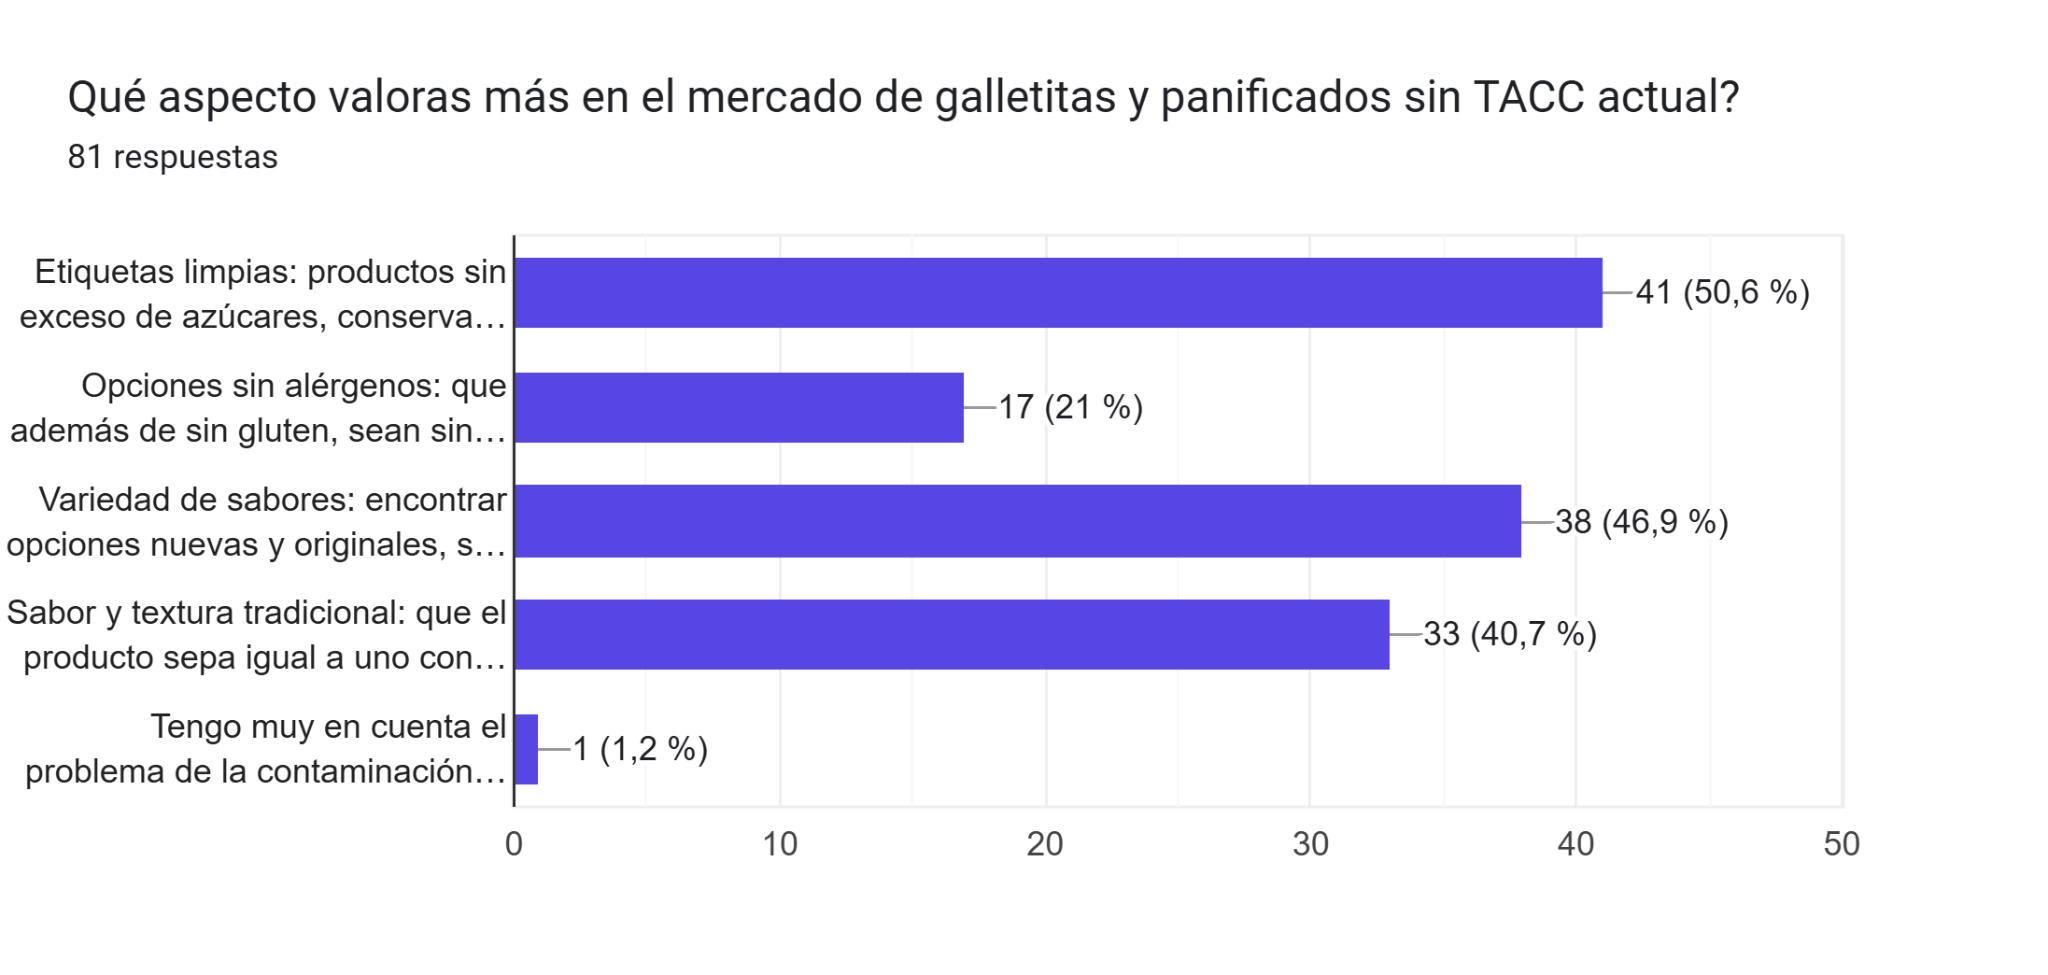 Qué aspecto valoras más en el mercado de galletitas y panificados sin TACC actual?
81 respuestas
Etiquetas limpias: productos sin
exceso de azúcares, conserva…
41 (50,6 %)
Opciones sin alérgenos: que
además de sin gluten, sean sin…
17 (21 %)
Variedad de sabores: encontrar
opciones nuevas y originales, s…
38 (46,9 %)
Sabor y textura tradicional: que el
producto sepa igual a uno con…
33 (40,7 %)
Tengo muy en cuenta el
problema de la contaminación…
1 (1,2 %)
0 10 20 30 40 50